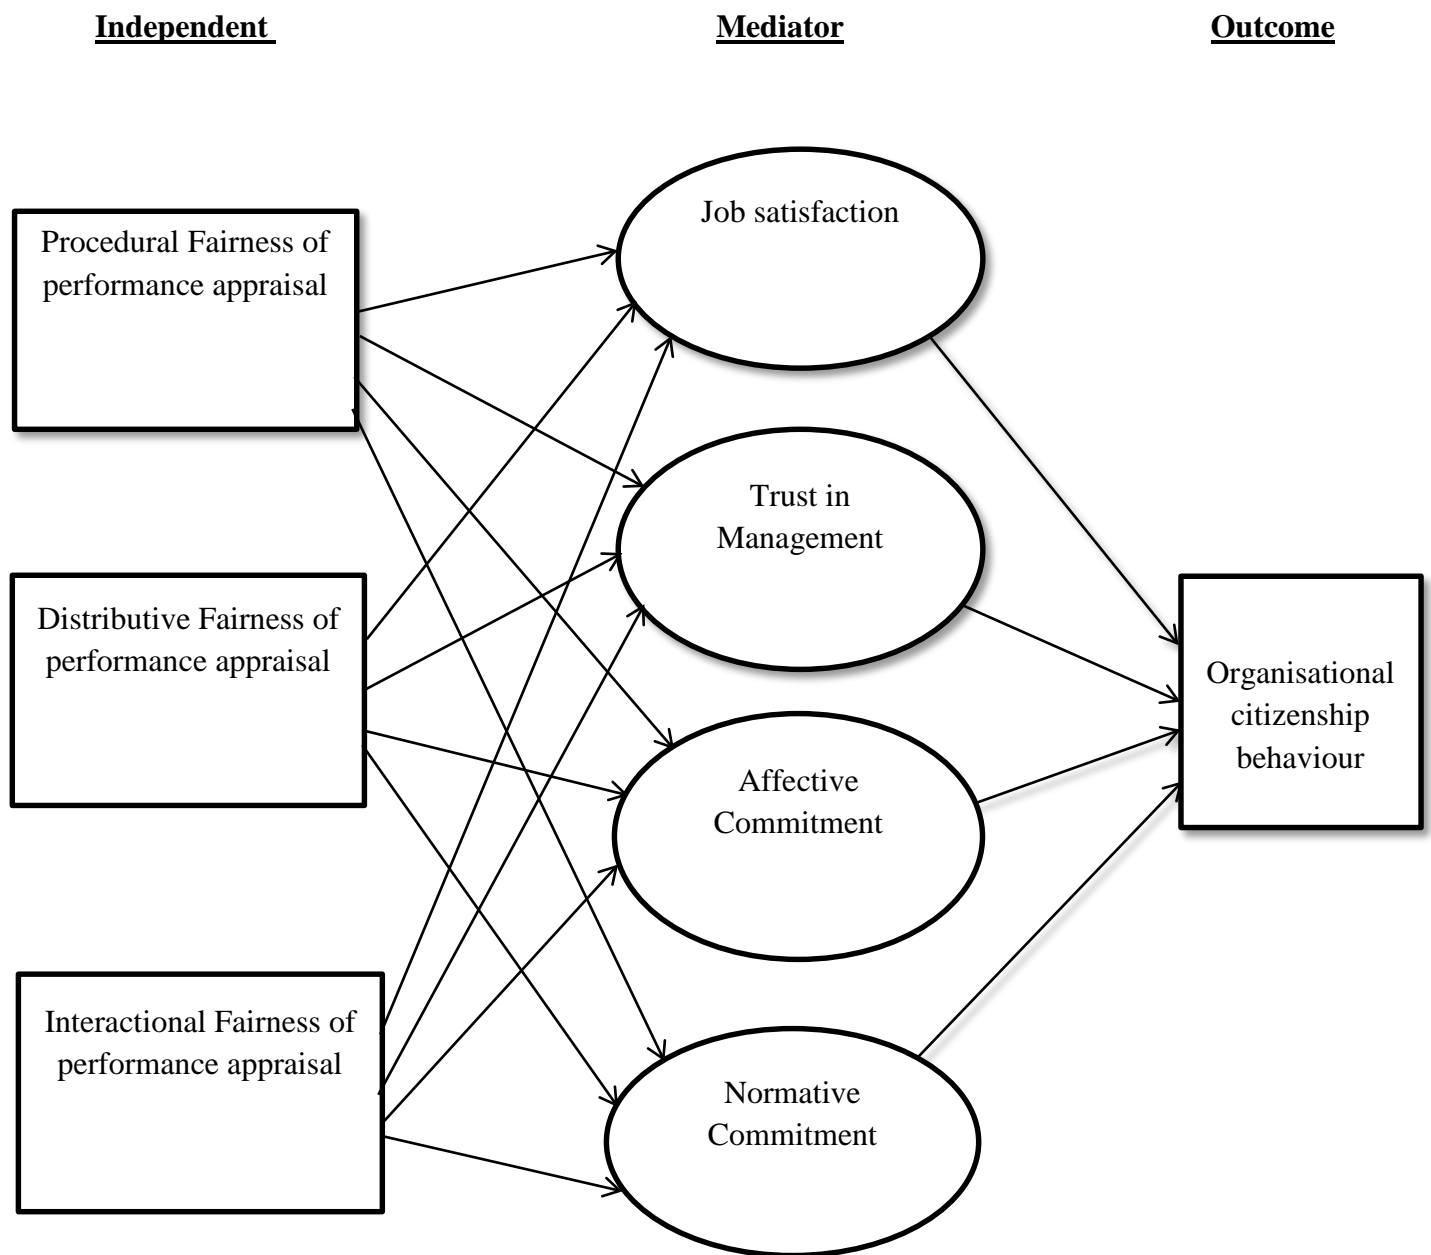 Independent
Mediator
Outcome
Job satisfaction
Procedural Fairness of
performance appraisal
Trust in
Management
Distributive Fairness of
performance appraisal
Organisational
citizenship
behaviour
Affective
Commitment
Interactional Fairness of
performance appraisal
Normative
Commitment